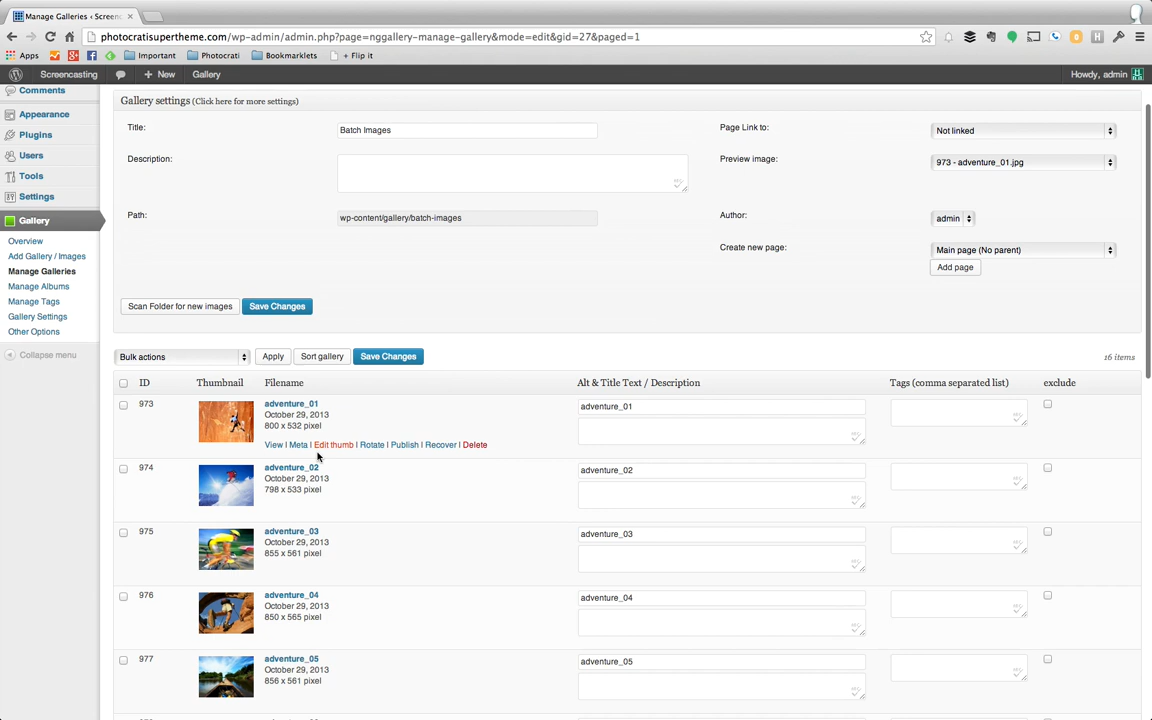 Manage Galleries ‹ Screenc
photocratisupertheme.com/wp-admin/admin.php?page=nggallery-manage-gallery&mode=edit&gid=27&paged=1
Apps Important Photocrati Bookmarklets + Flip it
Screencasting + New Gallery Howdy, admin
Comments
Appearance
Plugins
Users
Tools
Settings
Gallery
Overview
Add Gallery / Images
Manage Galleries
Manage Albums
Manage Tags
Gallery Settings
Other Options
Collapse menu
Gallery settings (Click here for more settings)
Title: Batch Images Page Link to: Not linked
Description: Preview image: 973 - adventure_01.jpg
Path: wp-content/gallery/batch-images Author: admin
Create new page: Main page (No parent)
Add page
Scan Folder for new images Save Changes
Bulk actions Apply Sort gallery Save Changes 16 items
ID Thumbnail Filename Alt & Title Text / Description Tags (comma separated list) exclude
973 adventure_01 adventure_01
October 29, 2013
800 x 532 pixel
View | Meta | Edit thumb | Rotate | Publish | Recover | Delete
974 adventure_02 adventure_02
October 29, 2013
798 x 533 pixel
975 adventure_03 adventure_03
October 29, 2013
855 x 561 pixel
976 adventure_04 adventure_04
October 29, 2013
850 x 565 pixel
977 adventure_05 adventure_05
October 29, 2013
856 x 561 pixel